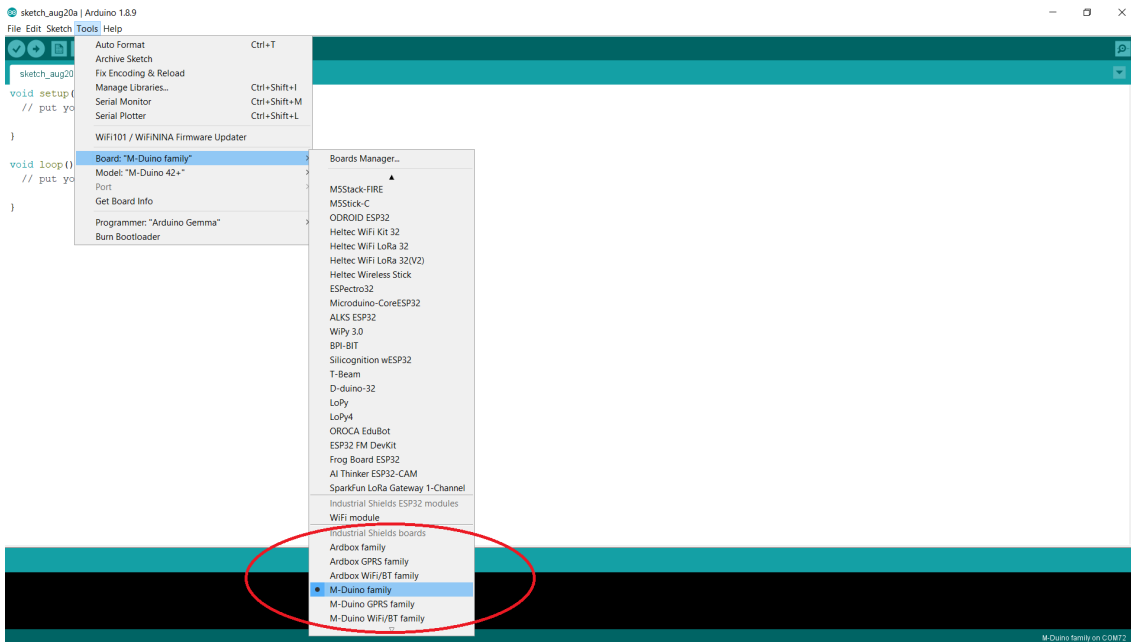 sketch_aug20a | Arduino 1.8.9
File Edit Sketch Tools Help
sketch_aug20
void setup(
// put yo
}
void loop()
// put yo
}
Auto Format Ctrl+T
Archive Sketch
Fix Encoding & Reload
Manage Libraries... Ctrl+Shift+I
Serial Monitor Ctrl+Shift+M
Serial Plotter Ctrl+Shift+L
WiFi101 / WiFiNINA Firmware Updater
Board: "M-Duino family"
Model: "M-Duino 42+"
Port
Get Board Info
Programmer: "Arduino Gemma"
Burn Bootloader
Boards Manager...
M5Stack-FIRE
M5Stick-C
ODROID ESP32
Heltec WiFi Kit 32
Heltec WiFi LoRa 32
Heltec WiFi LoRa 32(V2)
Heltec Wireless Stick
ESPectro32
Microduino-CoreESP32
ALKS ESP32
WiPy 3.0
BPI-BIT
Silicognition wESP32
T-Beam
D-duino-32
LoPy
LoPy4
OROCA EduBot
ESP32 FM DevKit
Frog Board ESP32
AI Thinker ESP32-CAM
SparkFun LoRa Gateway 1-Channel
Industrial Shields ESP32 modules
WiFi module
Industrial Shields boards
Ardbox family
Ardbox GPRS family
Ardbox WiFi/BT family
M-Duino family
M-Duino GPRS family
M-Duino WiFi/BT family
M-Duino family on COM72